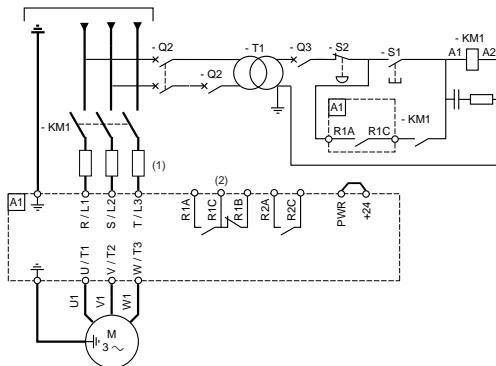 - Q2
- T1
- Q3
- S2
- S1
- KM1
A1
A2
- Q2
A1
- KM1
R1A
R1C
- KM1
(1)
(2)
A1
R / L1
S / L2
T / L3
R1A
R1C
R1B
R2A
R2C
PWR
+24
U / T1
V / T2
W / T3
U1
V1
W1
M
3